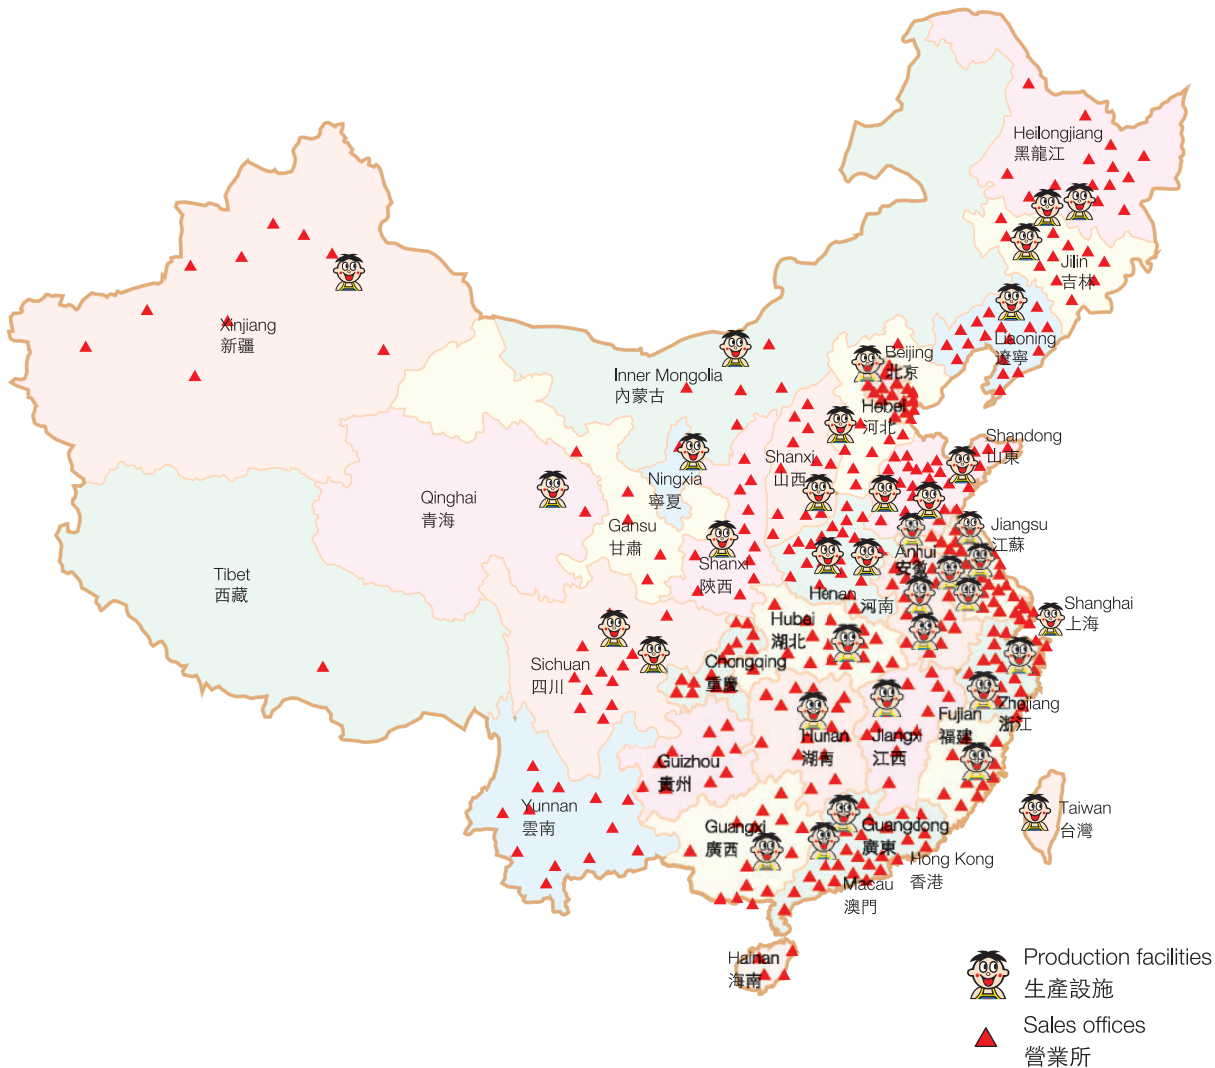 Heilongjiang
黑龍江
Jilin
吉林
Liaoning
遼寧
Xinjiang
新疆
Inner Mongolia
內蒙古
Beijing
北京
Hebei
河北
Shandong
山東
Shanxi
山西
Ningxia
寧夏
Qinghai
青海
Gansu
甘肅
Shanxi
陝西
Jiangsu
江蘇
Anhui
安徽
Henan
河南
Tibet
西藏
Shanghai
上海
Hubei
湖北
Sichuan
四川
Chongqing
重慶
Zhejiang
浙江
Fujian
福建
Hunan
湖南
Jiangxi
江西
Guizhou
貴州
Yunnan
雲南
Guangxi
廣西
Guangdong
廣東
Taiwan
台灣
Hong Kong
香港
Macau
澳門
Hainan
海南
Production facilities
生產設施
Sales offices
營業所